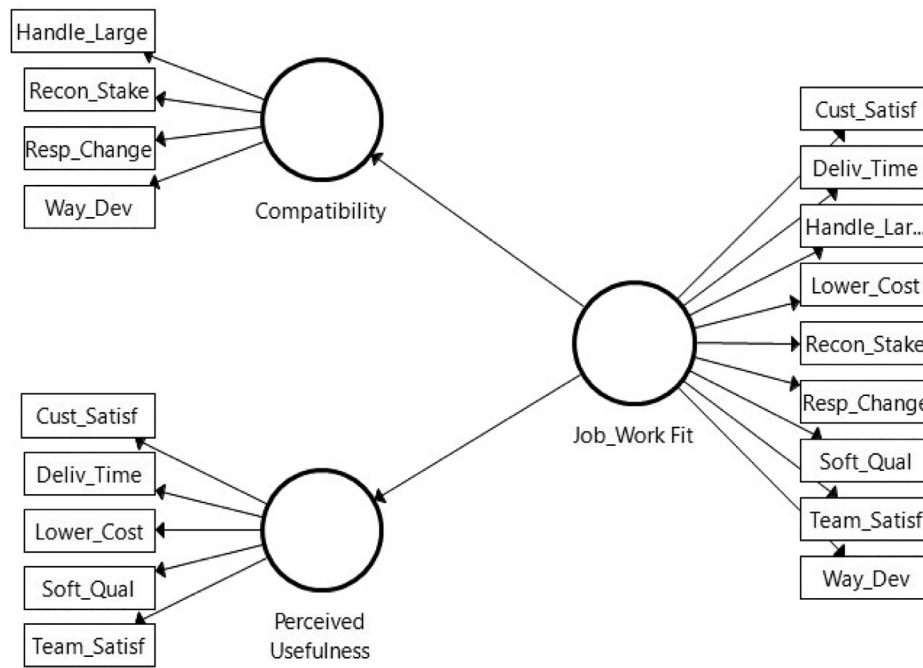 Handle_Large
Recon_Stake
Resp_Change
Way_Dev
Compatibility
Cust_Satisf
Deliv_Time
Lower_Cost
Soft_Qual
Team_Satisf
Perceived
Usefulness
Job_Work Fit
Cust_Satisf
Deliv_Time
Handle_Lar...
Lower_Cost
Recon_Stake
Resp_Change
Soft_Qual
Team_Satisf
Way_Dev